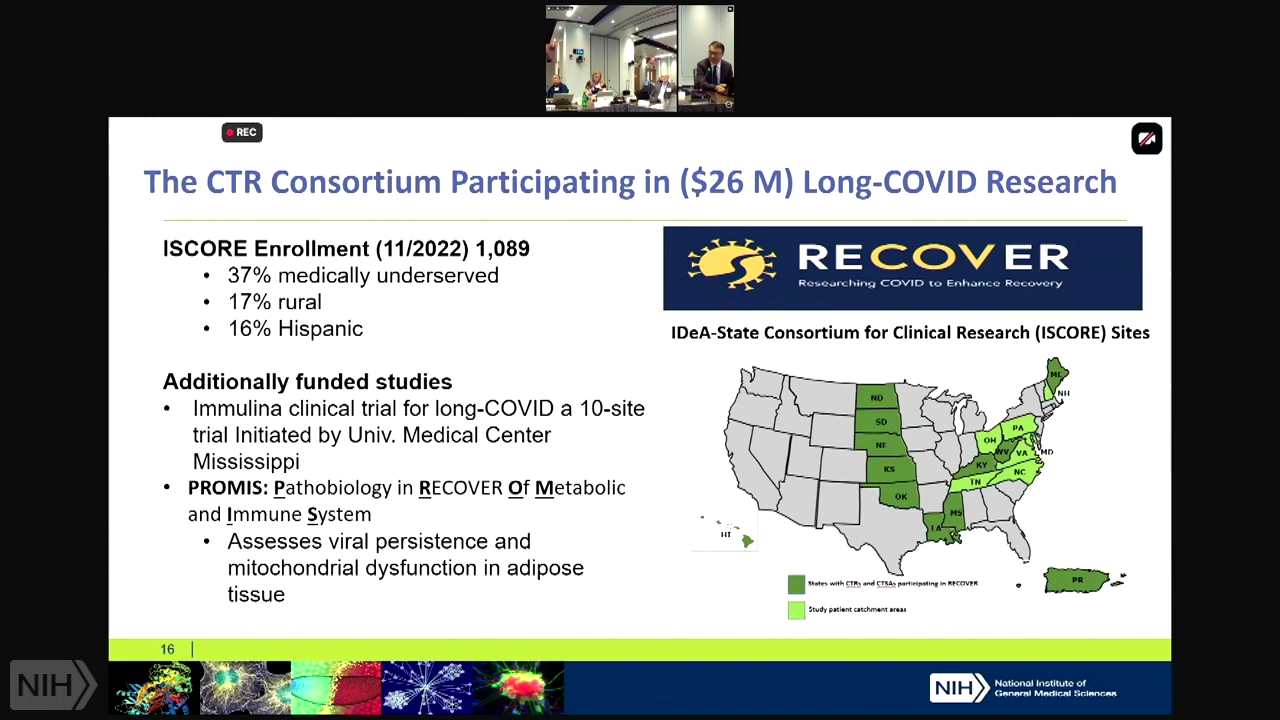 REC
The CTR Consortium Participating in ($26 M) Long-COVID Research
ISCORE Enrollment (11/2022) 1,089
• 37% medically underserved
• 17% rural
• 16% Hispanic
Additionally funded studies
• Immulina clinical trial for long-COVID a 10-site
trial Initiated by Univ. Medical Center
Mississippi
• PROMIS: Pathobiology in RECOVER Of Metabolic
and Immune System
• Assesses viral persistence and
mitochondrial dysfunction in adipose
tissue
RECOVER
Researching COVID to Enhance Recovery
IDeA-State Consortium for Clinical Research (ISCORE) Sites
ME
NH
ND
SD
PA
OH
NE
WV
VA
MD
KY
KS
NC
TN
OK
MS
LA
HI
PR
States with CTRs and CTSAs participating in RECOVER
Study patient catchment areas
16
NIH
NIH
National Institute of
General Medical Sciences